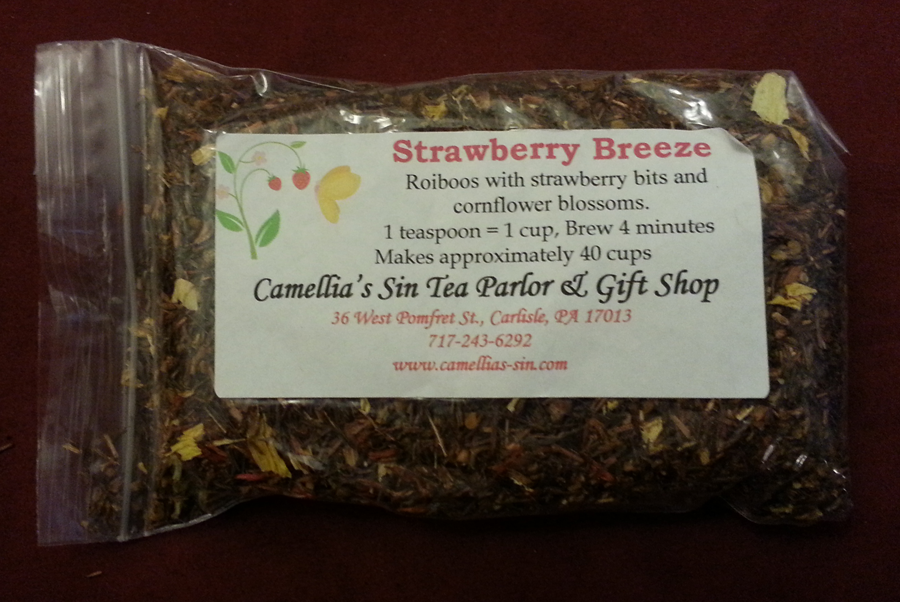 Strawberry Breeze
Roiboos with strawberry bits and
cornflower blossoms.
1 teaspoon = 1 cup, Brew 4 minutes
Makes approximately 40 cups
Camellia's Sin Tea Parlor & Gift Shop
36 West Pomfret St., Carlisle, PA 17013
717-243-6292
www.camellias-sin.com